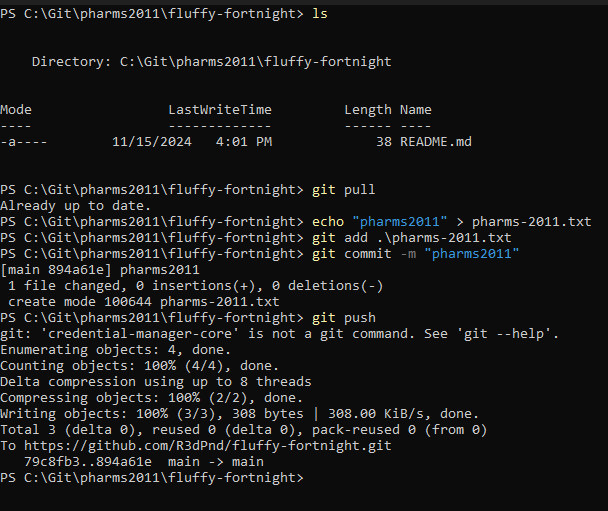 PS C:\Git\pharms2011\fluffy-fortnight> ls
Directory: C:\Git\pharms2011\fluffy-fortnight
Mode                 LastWriteTime         Length Name
----                 -------------         ------ ----
-a----        11/15/2024   4:01 PM             38 README.md
PS C:\Git\pharms2011\fluffy-fortnight> git pull
Already up to date.
PS C:\Git\pharms2011\fluffy-fortnight> echo "pharms2011" > pharms-2011.txt
PS C:\Git\pharms2011\fluffy-fortnight> git add .\pharms-2011.txt
PS C:\Git\pharms2011\fluffy-fortnight> git commit -m "pharms2011"
[main 894a61e] pharms2011
 1 file changed, 0 insertions(+), 0 deletions(-)
 create mode 100644 pharms-2011.txt
PS C:\Git\pharms2011\fluffy-fortnight> git push
git: 'credential-manager-core' is not a git command. See 'git --help'.
Enumerating objects: 4, done.
Counting objects: 100% (4/4), done.
Delta compression using up to 8 threads
Compressing objects: 100% (2/2), done.
Writing objects: 100% (3/3), 308 bytes | 308.00 KiB/s, done.
Total 3 (delta 0), reused 0 (delta 0), pack-reused 0 (from 0)
To https://github.com/R3dPnd/fluffy-fortnight.git
   79c8fb3..894a61e  main -> main
PS C:\Git\pharms2011\fluffy-fortnight>